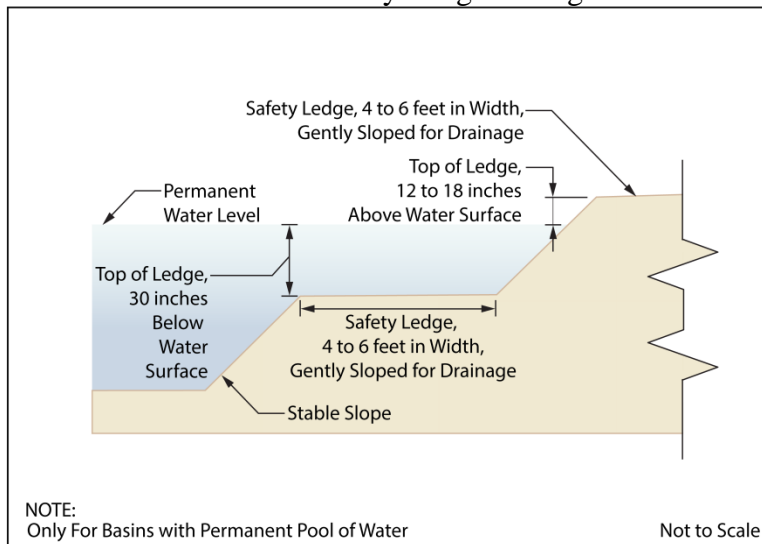 Safety Ledge, 4 to 6 feet in Width,
Gently Sloped for Drainage
Top of Ledge,
12 to 18 inches
Above Water Surface
Permanent
Water Level
Top of Ledge,
30 inches
Below
Water
Surface
Safety Ledge,
4 to 6 feet in Width,
Gently Sloped for Drainage
Stable Slope
NOTE:
Only For Basins with Permanent Pool of Water
Not to Scale